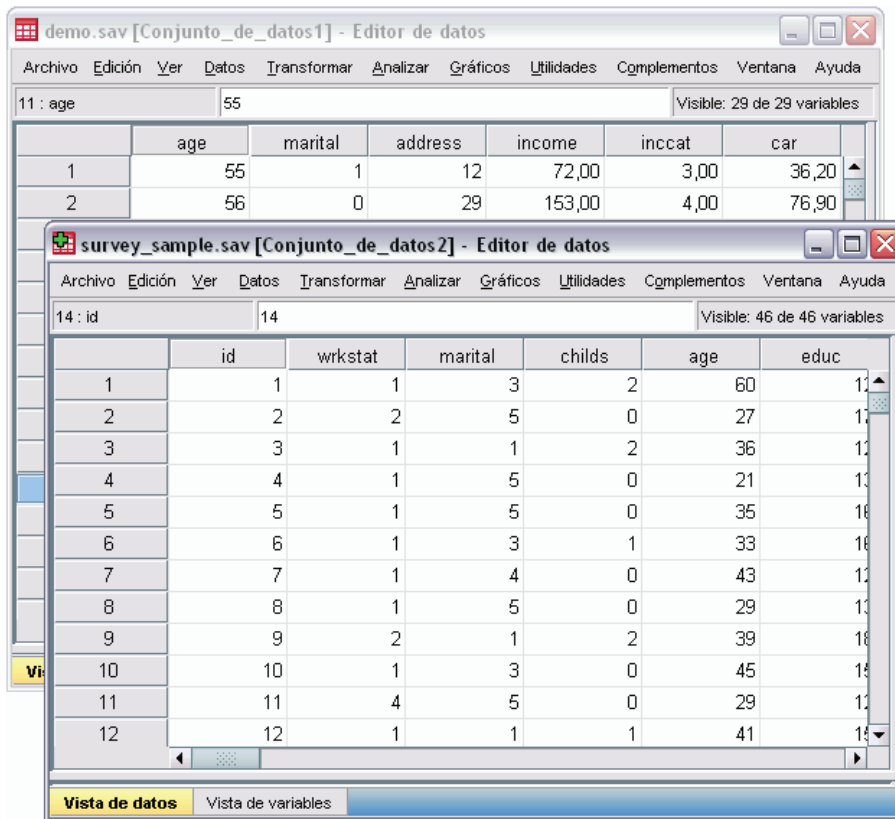 demo.sav [Conjunto_de_datos1] - Editor de datos
Archivo Edición Ver Datos Transformar Analizar Gráficos Utilidades Complementos Ventana Ayuda
11 : age 55 Visible: 29 de 29 variables
age marital address income inccat car
1 55 1 12 72,00 3,00 36,20
2 56 0 29 153,00 4,00 76,90
survey_sample.sav [Conjunto_de_datos2] - Editor de datos
Archivo Edición Ver Datos Transformar Analizar Gráficos Utilidades Complementos Ventana Ayuda
14 : id 14 Visible: 46 de 46 variables
id wrkstat marital childs age educ
1 1 1 3 2 60
2 2 2 5 0 27
3 3 1 1 2 36
4 4 1 5 0 21
5 5 1 5 0 35
6 6 1 3 1 33
7 7 1 4 0 43
8 8 1 5 0 29
9 9 2 1 2 39
10 10 1 3 0 45
11 11 4 5 0 29
12 12 1 1 1 41
Vista de datos Vista de variables